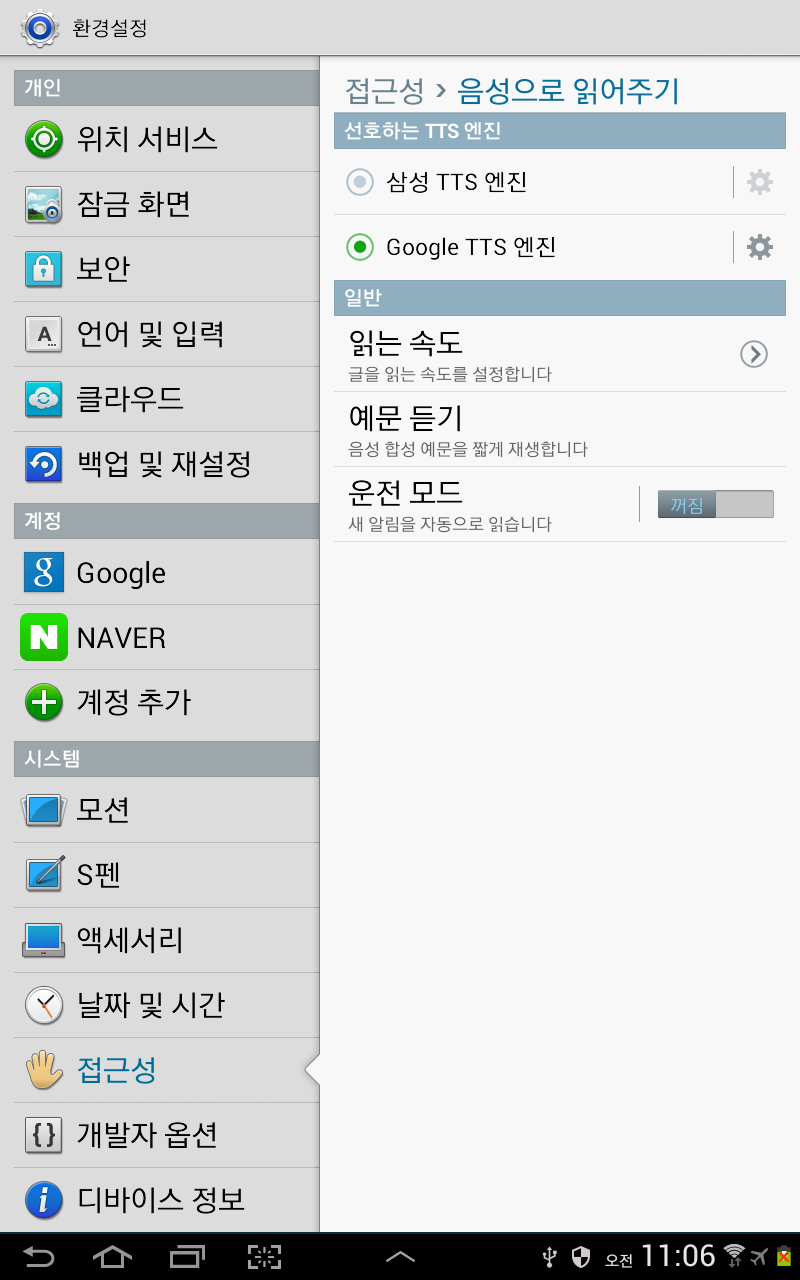 환경설정
개인
위치 서비스
잠금 화면
보안
언어 및 입력
클라우드
백업 및 재설정
계정
Google
NAVER
계정 추가
시스템
모션
S펜
액세서리
날짜 및 시간
접근성
개발자 옵션
디바이스 정보
접근성 › 음성으로 읽어주기
선호하는 TTS 엔진
삼성 TTS 엔진
Google TTS 엔진
일반
읽는 속도
글을 읽는 속도를 설정합니다
예문 듣기
음성 합성 예문을 짧게 재생합니다
운전 모드
꺼짐
새 알림을 자동으로 읽습니다
오전 11:06